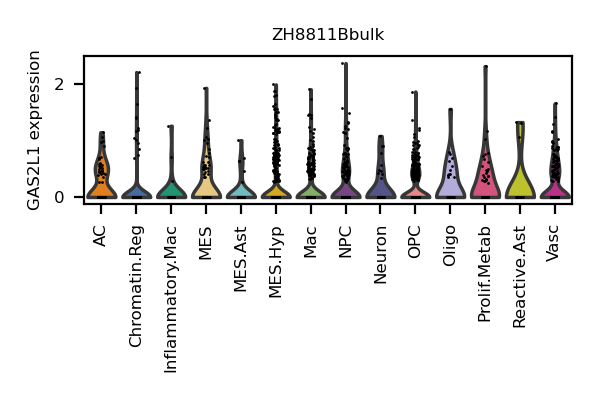 ZH8811Bbulk
GAS2L1 expression
2
0
AC
Chromatin.Reg
Inflammatory.Mac
MES
MES.Ast
MES.Hyp
Mac
NPC
Neuron
OPC
Oligo
Prolif.Metab
Reactive.Ast
Vasc